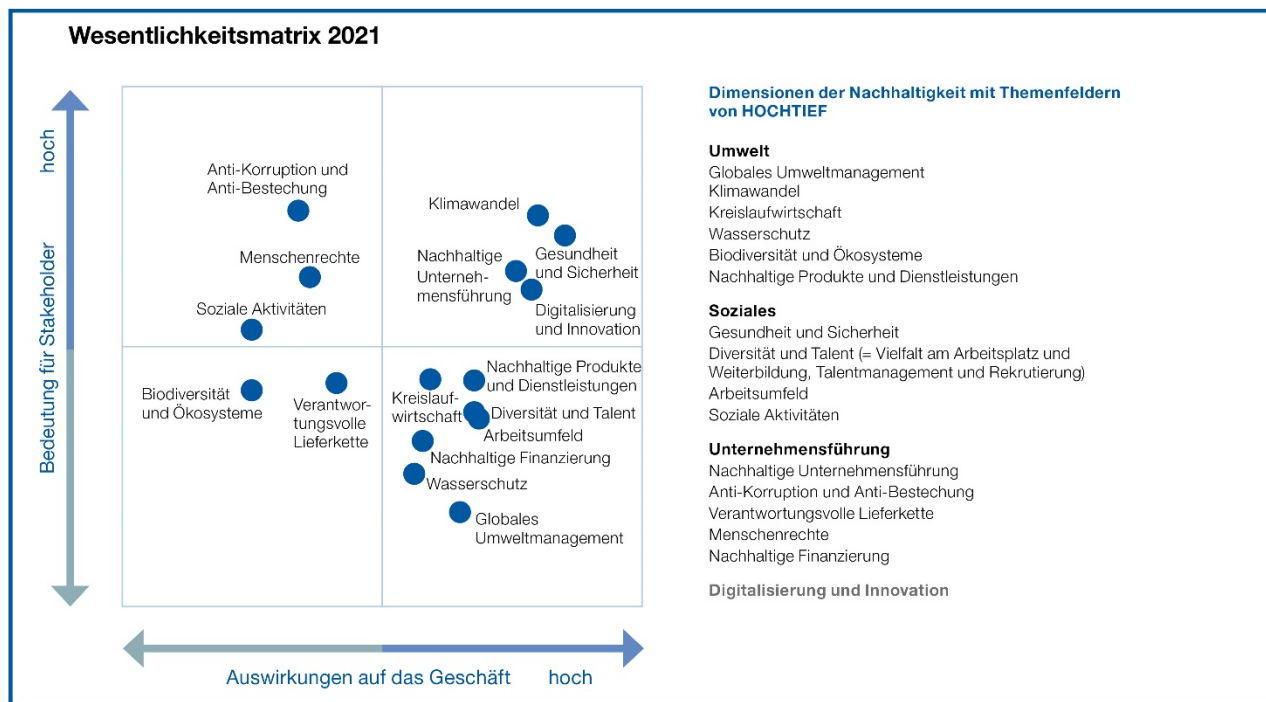 Wesentlichkeitsmatrix 2021
hoch
Bedeutung für Stakeholder
Anti-Korruption und
Anti-Bestechung
Menschenrechte
Soziale Aktivitäten
Klimawandel
Gesundheit
und Sicherheit
Nachhaltige
Unterneh-
mensführung
Digitalisierung
und Innovation
Biodiversität
und Ökosysteme
Verantwor-
tungsvolle
Lieferkette
Kreislauf-
wirtschaft
Nachhaltige Produkte
und Dienstleistungen
Diversität und Talent
Arbeitsumfeld
Nachhaltige Finanzierung
Wasserschutz
Globales
Umweltmanagement
Auswirkungen auf das Geschäft hoch
Dimensionen der Nachhaltigkeit mit Themenfeldern
von HOCHTIEF
Umwelt
Globales Umweltmanagement
Klimawandel
Kreislaufwirtschaft
Wasserschutz
Biodiversität und Ökosysteme
Nachhaltige Produkte und Dienstleistungen
Soziales
Gesundheit und Sicherheit
Diversität und Talent (= Vielfalt am Arbeitsplatz und
Weiterbildung, Talentmanagement und Rekrutierung)
Arbeitsumfeld
Soziale Aktivitäten
Unternehmensführung
Nachhaltige Unternehmensführung
Anti-Korruption und Anti-Bestechung
Verantwortungsvolle Lieferkette
Menschenrechte
Nachhaltige Finanzierung
Digitalisierung und Innovation